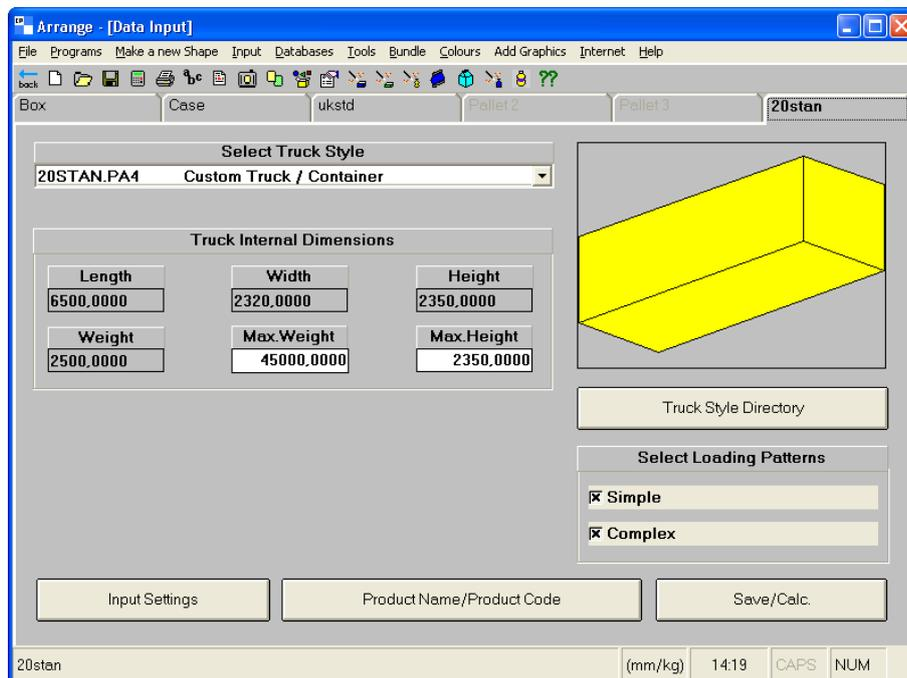 Arrange - [Data Input]
File Programs Make a new Shape Input Databases Tools Bundle Colours Add Graphics Internet Help
back abc ??
Box Case ukstd Pallet 2 Pallet 3 20stan
Select Truck Style
20STAN.PA4 Custom Truck / Container
Truck Internal Dimensions
Length Width Height
6500,0000 2320,0000 2350,0000
Weight Max.Weight Max.Height
2500,0000 45000,0000 2350,0000
Truck Style Directory
Select Loading Patterns
Simple
Complex
Input Settings Product Name/Product Code Save/Calc.
20stan (mm/kg) 14:19 CAPS NUM